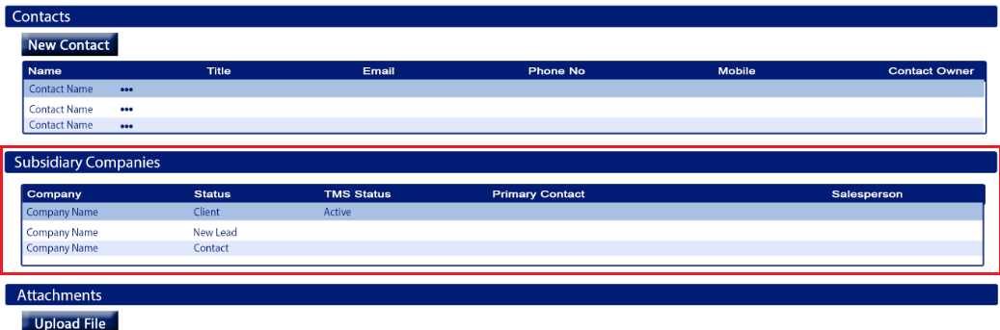 Contacts
New Contact
Name Title Email Phone No Mobile Contact Owner
Contact Name •••
Contact Name •••
Contact Name •••
Subsidiary Companies
Company Status TMS Status Primary Contact Salesperson
Company Name Client Active
Company Name New Lead
Company Name Contact
Attachments
Upload File